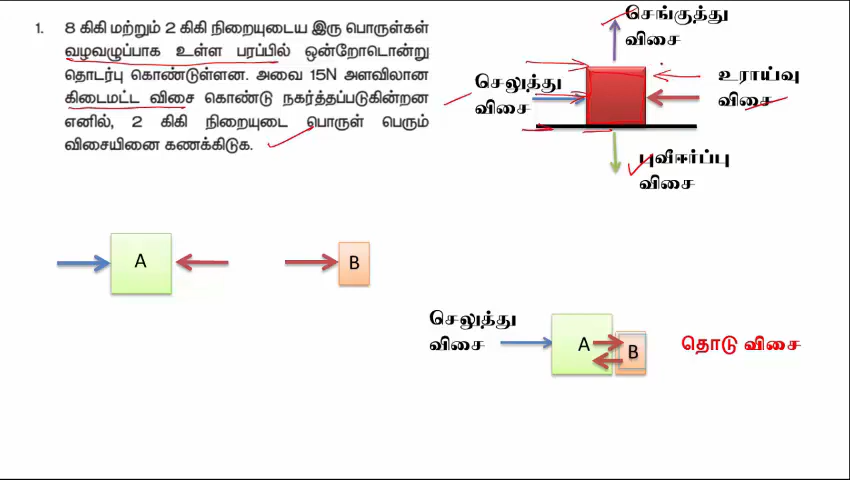 1. 8 கிகி மற்றும் 2 கிகி நிறையுடைய இரு பொருள்கள்
வழவழுப்பாக உள்ள பரப்பில் ஒன்றோடொன்று
தொடர்பு கொண்டுள்ளன. அவை 15N அளவிலான
கிடைமட்ட விசை கொண்டு நகர்த்தப்படுகின்றன
எனில், 2 கிகி நிறையுடை பொருள் பெரும்
விசையினை கணக்கிடுக.
செங்குத்து
விசை
செலுத்து
விசை
உராய்வு
விசை
புவிஈர்ப்பு
விசை
A
B
செலுத்து
விசை
A
B
தொடு விசை